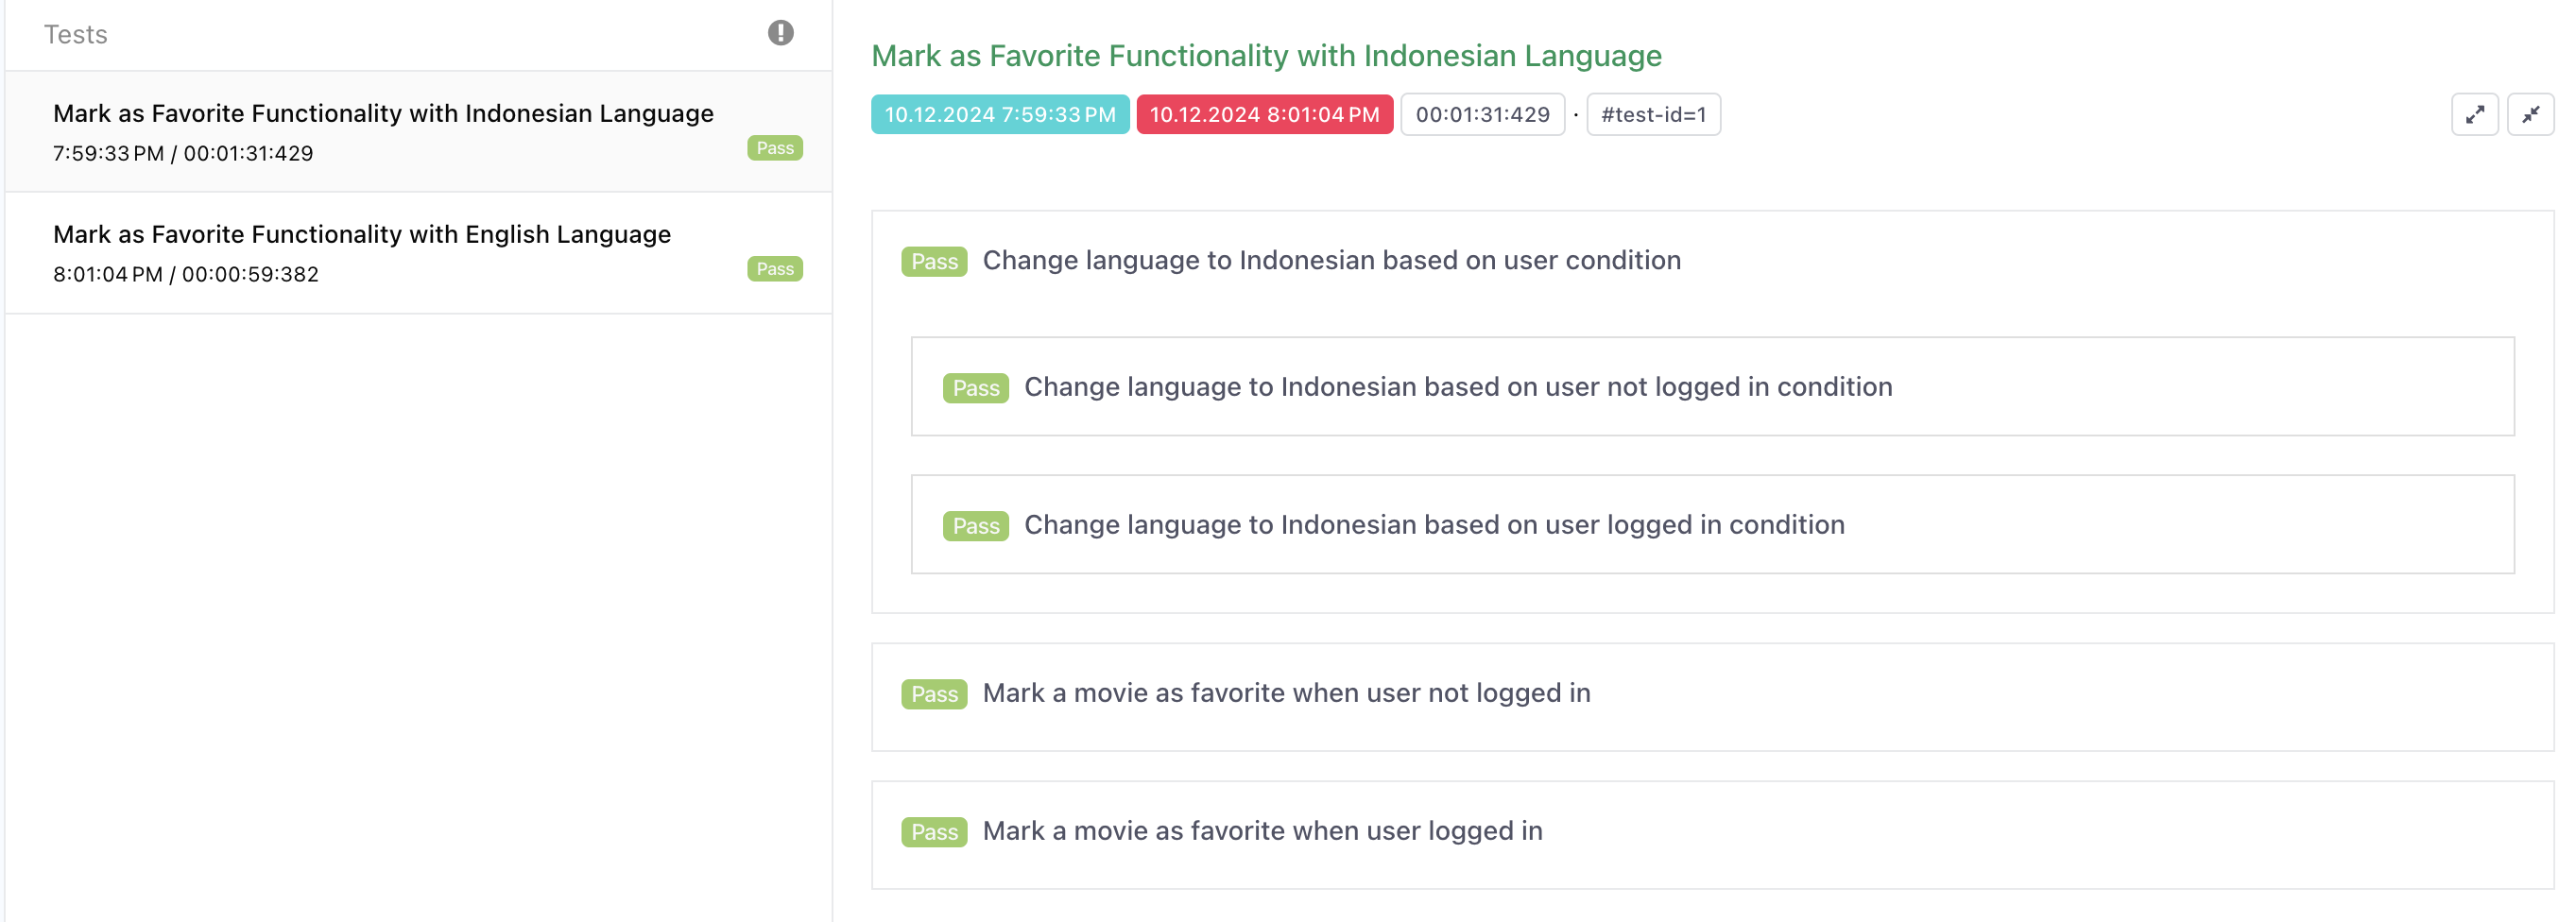 Tests
Mark as Favorite Functionality with Indonesian Language
7:59:33 PM / 00:01:31:429
Pass
Mark as Favorite Functionality with English Language
8:01:04 PM / 00:00:59:382
Pass
Mark as Favorite Functionality with Indonesian Language
10.12.2024 7:59:33 PM 10.12.2024 8:01:04 PM 00:01:31:429 · #test-id=1
Pass Change language to Indonesian based on user condition
Pass Change language to Indonesian based on user not logged in condition
Pass Change language to Indonesian based on user logged in condition
Pass Mark a movie as favorite when user not logged in
Pass Mark a movie as favorite when user logged in